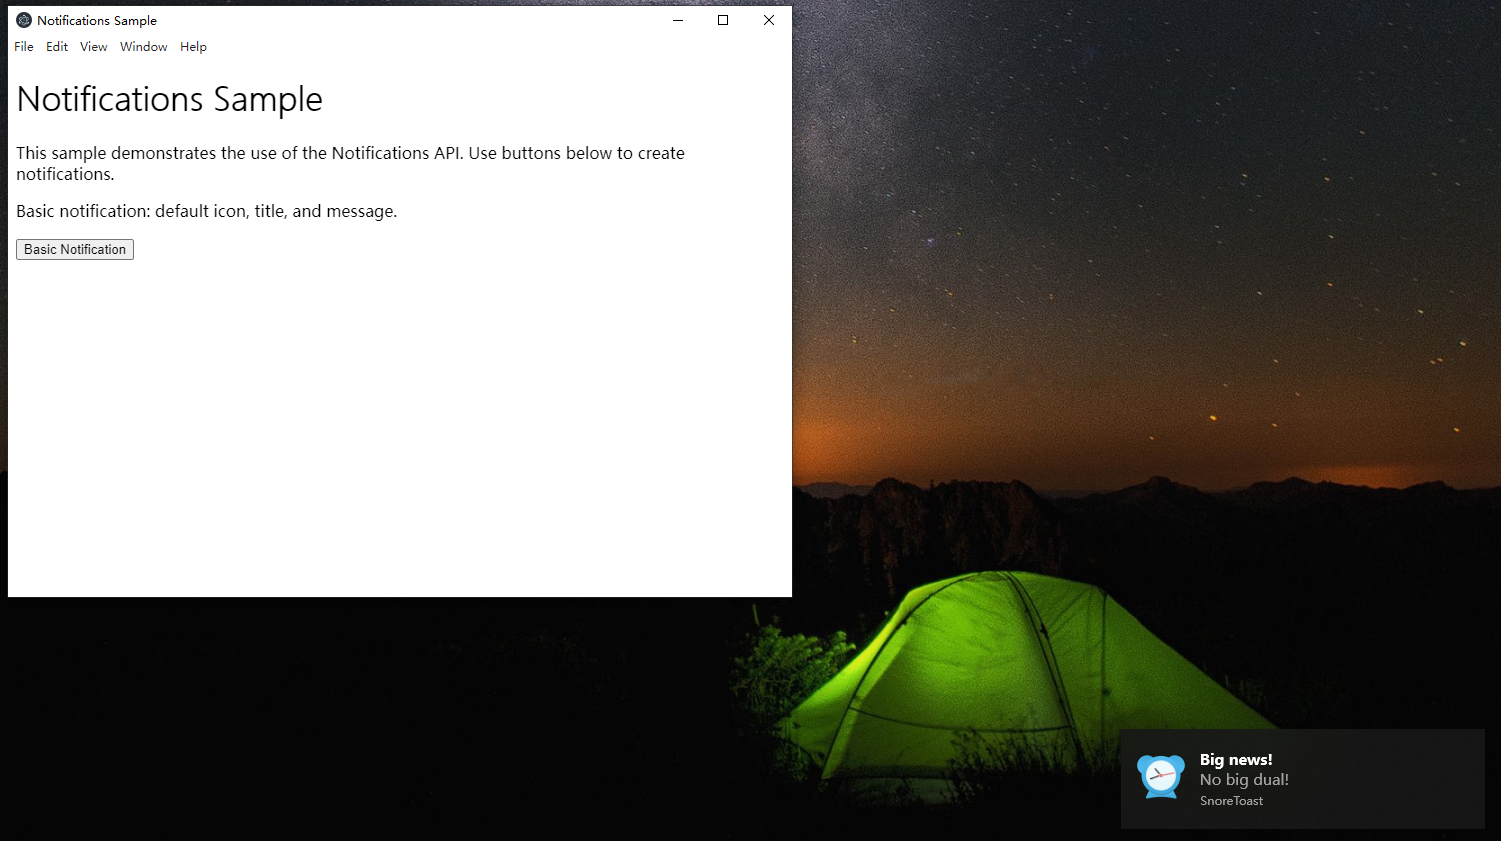 Notifications Sample
File Edit View Window Help
Notifications Sample
This sample demonstrates the use of the Notifications API. Use buttons below to create
notifications.
Basic notification: default icon, title, and message.
Basic Notification
Big news!
No big dual!
SnoreToast